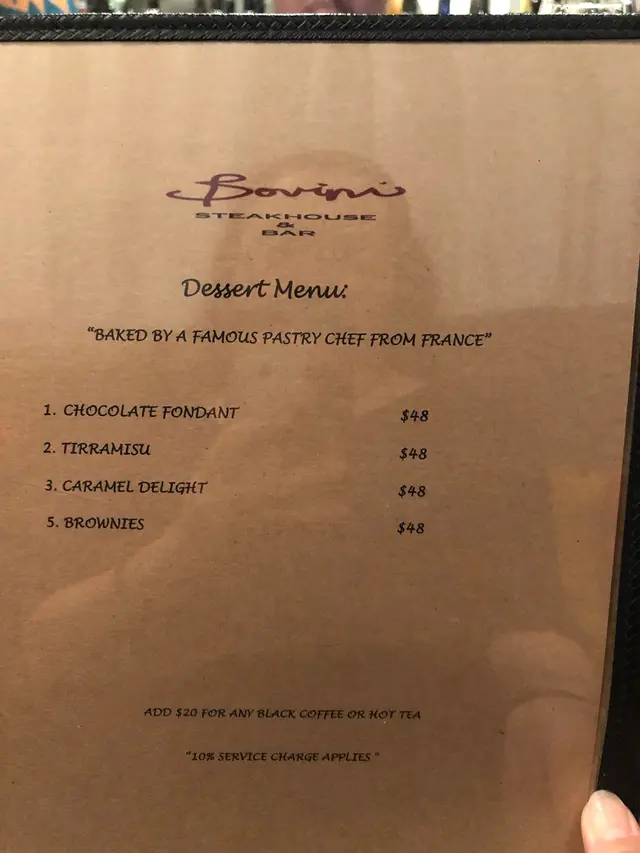 Bovini
STEAKHOUSE
&
BAR
Dessert Menu:
"BAKED BY A FAMOUS PASTRY CHEF FROM FRANCE"
1. CHOCOLATE FONDANT $48
2. TIRRAMISU $48
3. CARAMEL DELIGHT $48
5. BROWNIES $48
ADD $20 FOR ANY BLACK COFFEE OR HOT TEA
"10% SERVICE CHARGE APPLIES "